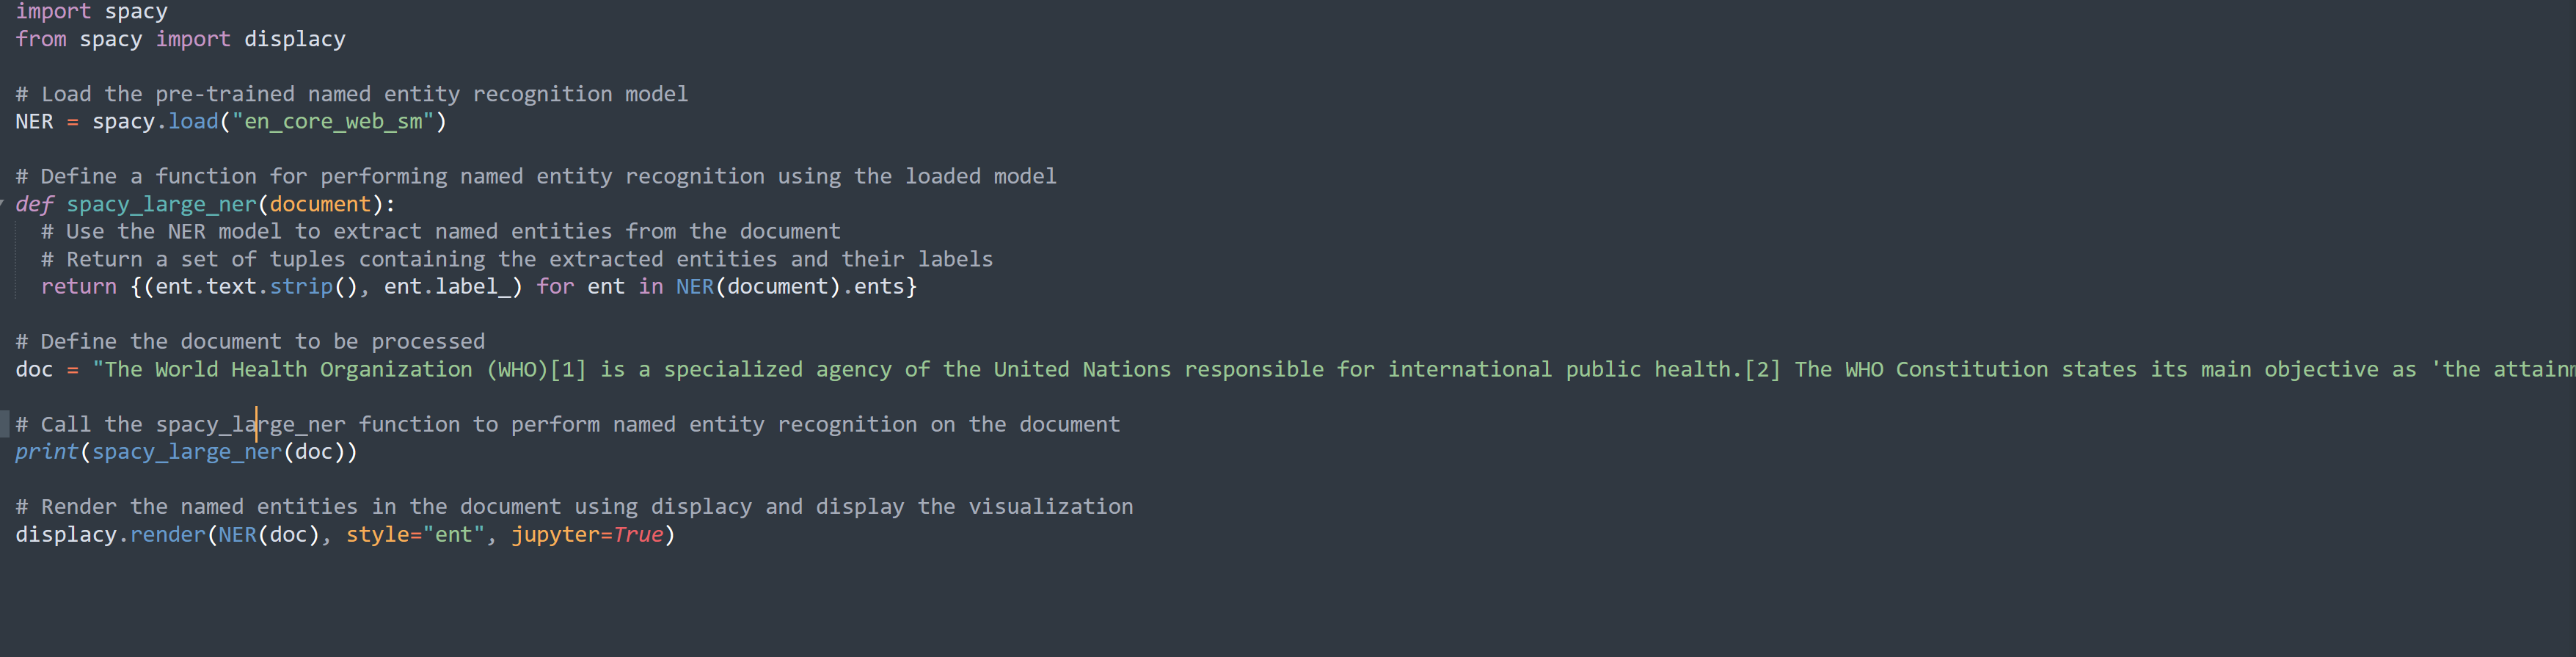 import spacy
from spacy import displacy
# Load the pre-trained named entity recognition model
NER = spacy.load("en_core_web_sm")
# Define a function for performing named entity recognition using the loaded model
def spacy_large_ner(document):
# Use the NER model to extract named entities from the document
# Return a set of tuples containing the extracted entities and their labels
return {(ent.text.strip(), ent.label_) for ent in NER(document).ents}
# Define the document to be processed
doc = "The World Health Organization (WHO)[1] is a specialized agency of the United Nations responsible for international public health.[2] The WHO Constitution states its main objective as 'the
# Call the spacy_large_ner function to perform named entity recognition on the document
print(spacy_large_ner(doc))
# Render the named entities in the document using displacy and display the visualization
displacy.render(NER(doc), style="ent", jupyter=True)